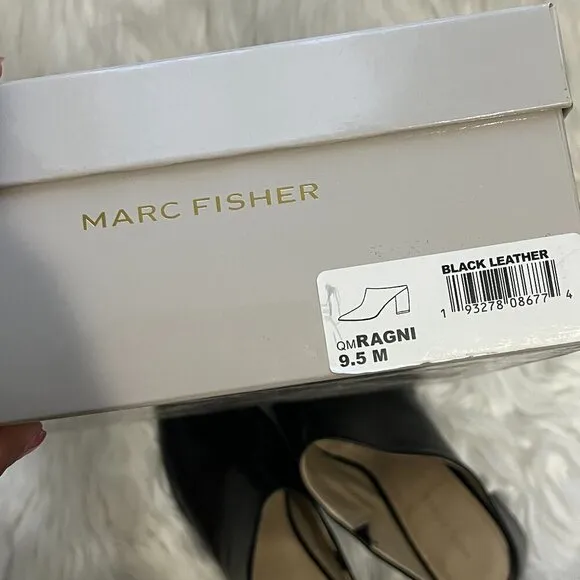 MARC FISHER
BLACK LEATHER
1 93278 08677 4
QMRAGNI
9.5 M